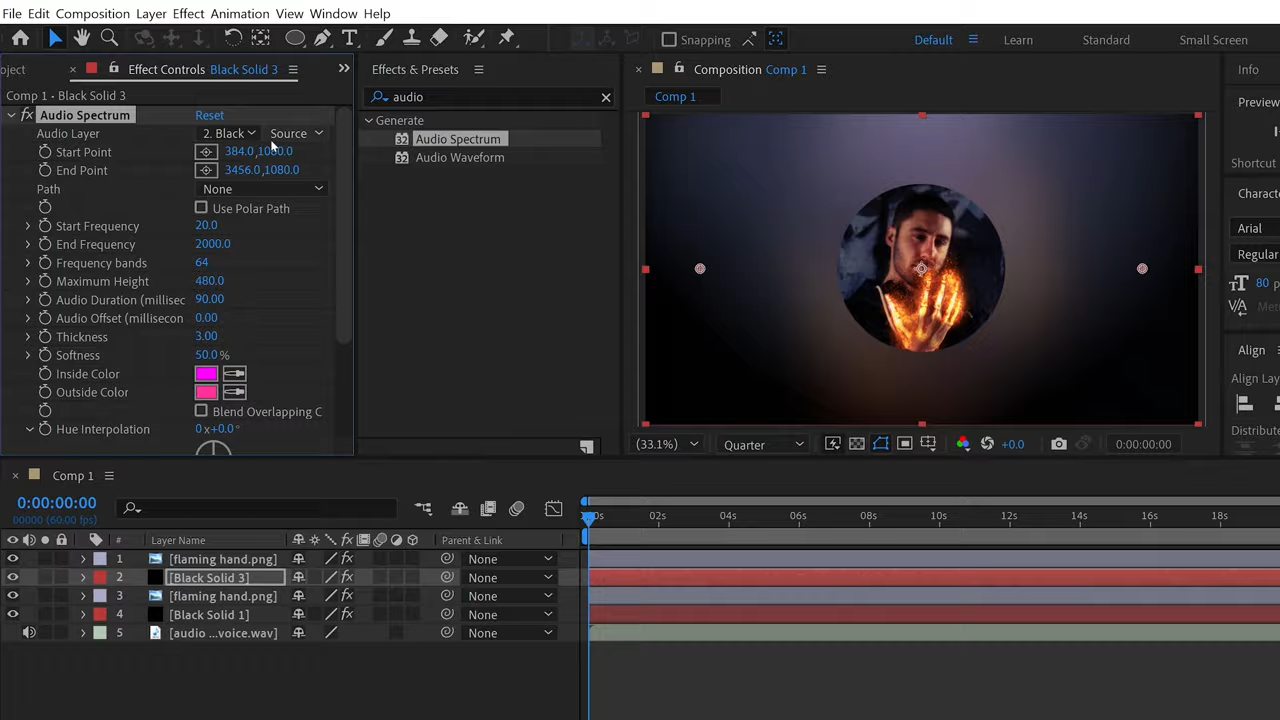 File Edit Composition Layer Effect Animation View Window Help
Snapping
Default
Learn
Standard
Small Screen
oject
Effect Controls Black Solid 3
Effects & Presets
Composition Comp 1
Info
Comp 1 • Black Solid 3
audio
Comp 1
Preview
fx Audio Spectrum Reset
Generate
Audio Layer 2. Black Source
Audio Spectrum
Start Point 384.0,1080.0
Audio Waveform
End Point 3456.0,1080.0
Shortcut
Path None
Characte
Use Polar Path
Start Frequency 20.0
Arial
End Frequency 2000.0
Regular
Frequency bands 64
Maximum Height 480.0
80 p
Audio Duration (millisec 90.00
Audio Offset (millisecon 0.00
Thickness 3.00
Align
Softness 50.0 %
Inside Color
Align Lay
Outside Color
Blend Overlapping C
Hue Interpolation 0x+0.0°
Distribut
(33.1%) Quarter +0.0 0:00:00:00
Comp 1
0:00:00:00
00000 (60.00 fps)
02s 04s 06s 08s 10s 12s 14s 16s 18s
# Layer Name fx Parent & Link
1 [flaming hand.png] fx None
2 [Black Solid 3] fx None
3 [flaming hand.png] fx None
4 [Black Solid 1] fx None
5 [audio ...voice.wav] None